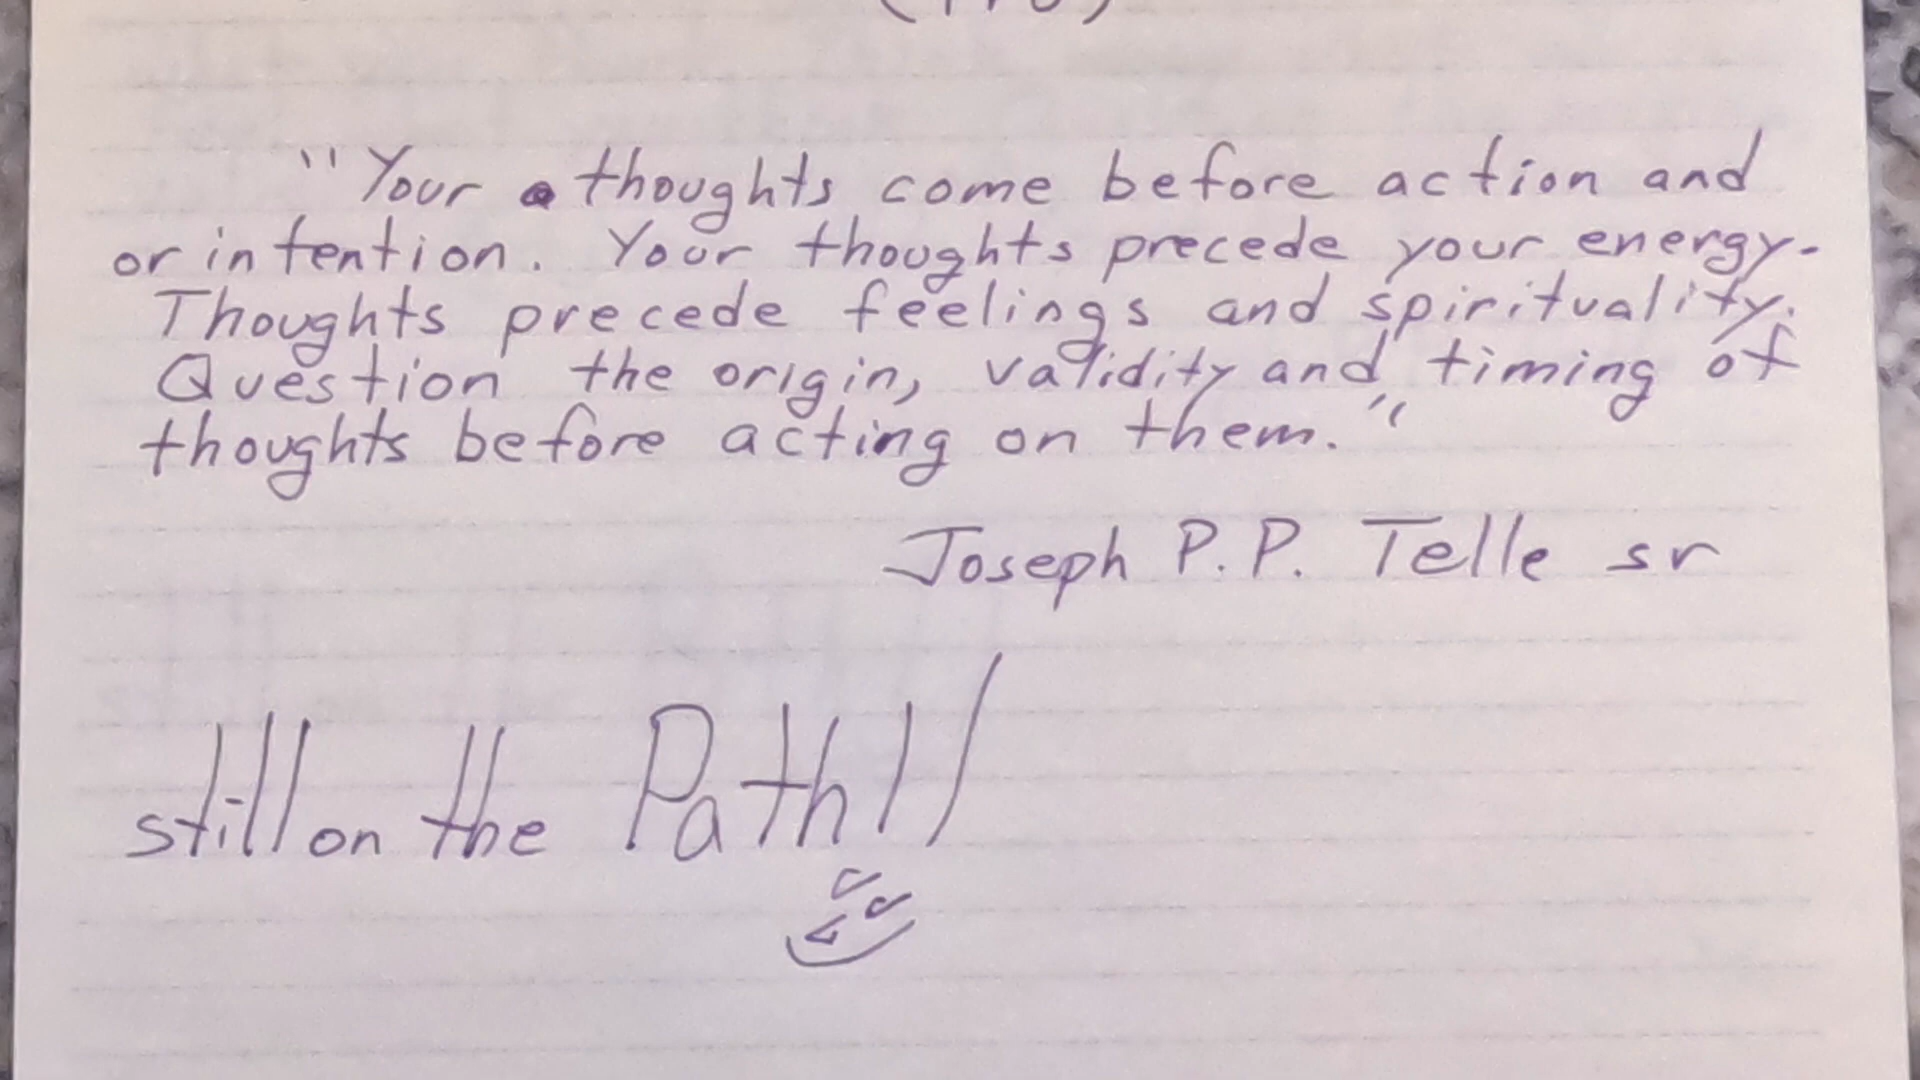 "Your thoughts come before action and
or intention. Your thoughts precede your energy.
Thoughts precede feelings and spirituality.
Question the origin, validity and timing of
thoughts before acting on them."
Joseph P.P. Telle sr
still on the Path!!